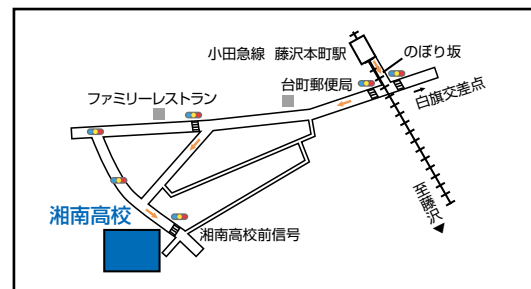 小田急線 藤沢本町駅
のぼり坂
台町郵便局
白旗交差点
ファミリーレストラン
至藤沢
湘南高校
湘南高校前信号